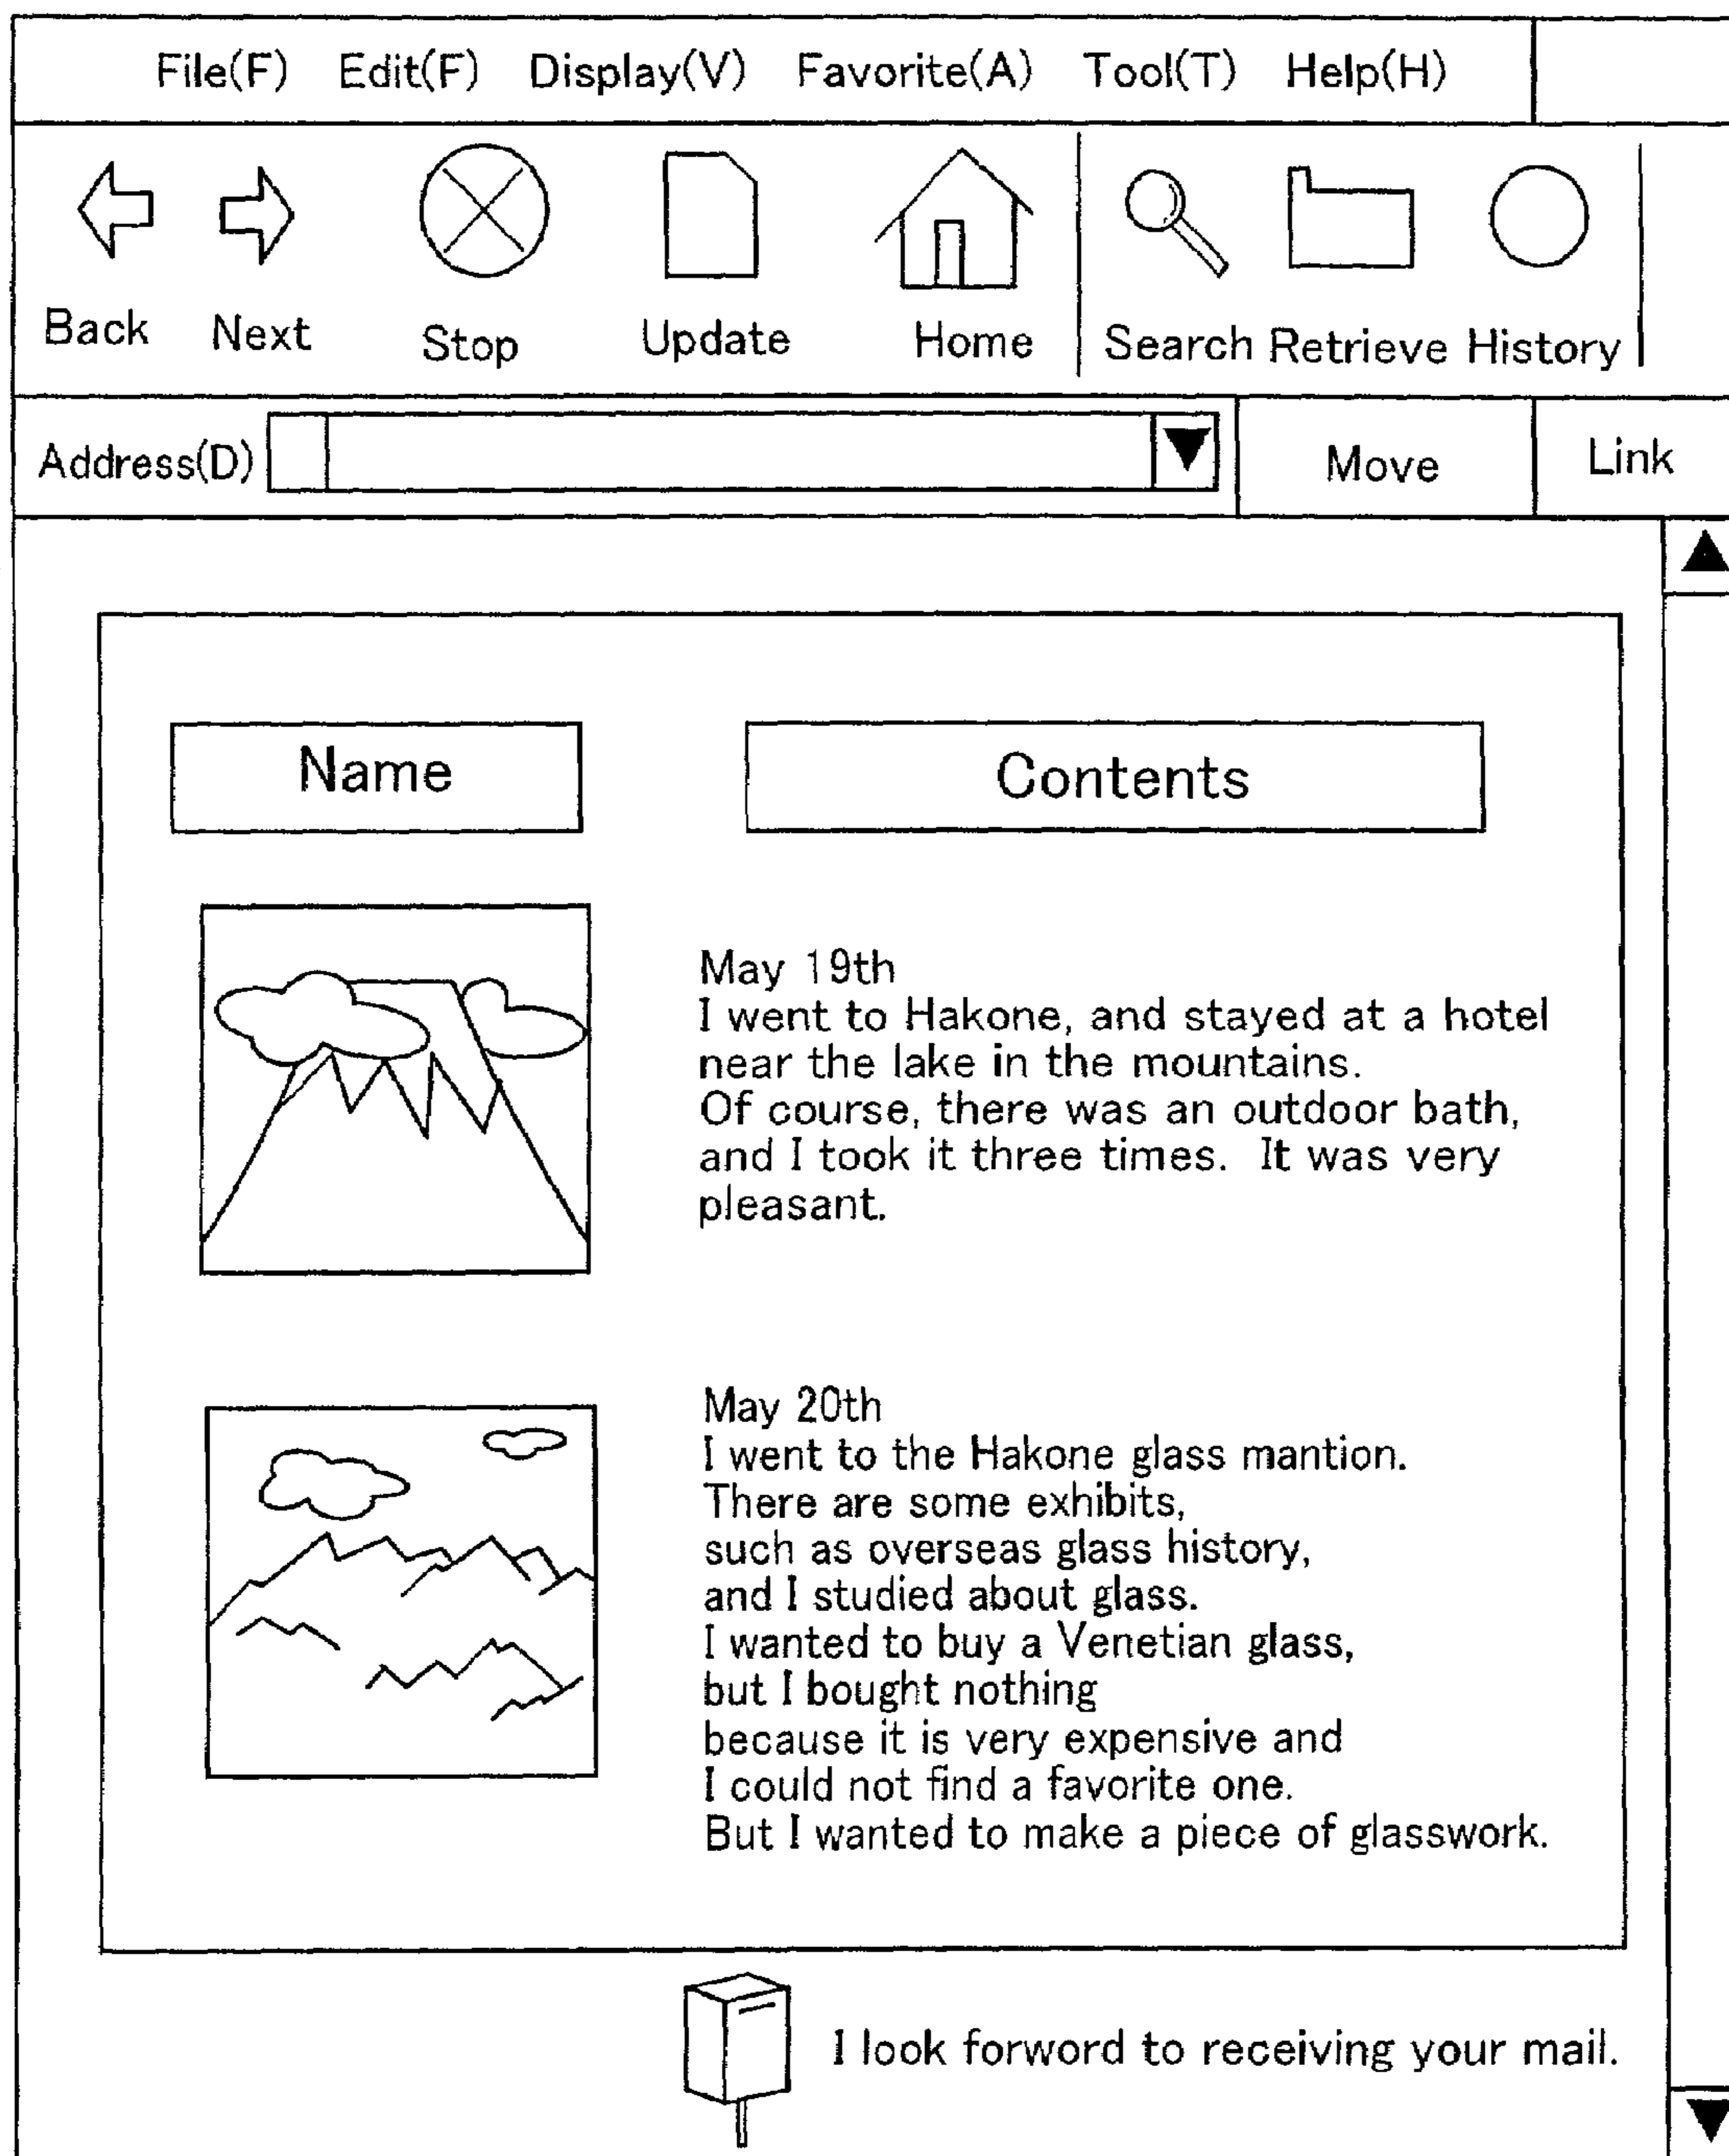 File(F) Edit(F) Display(V) Favorite(A) Tool(T) Help(H)
Back Next Stop Update Home Search Retrieve History
Address(D) Move Link
Name Contents
May 19th
I went to Hakone, and stayed at a hotel
near the lake in the mountains.
Of course, there was an outdoor bath,
and I took it three times. It was very
pleasant.
May 20th
I went to the Hakone glass mantion.
There are some exhibits,
such as overseas glass history,
and I studied about glass.
I wanted to buy a Venetian glass,
but I bought nothing
because it is very expensive and
I could not find a favorite one.
But I wanted to make a piece of glasswork.
I look forword to receiving your mail.